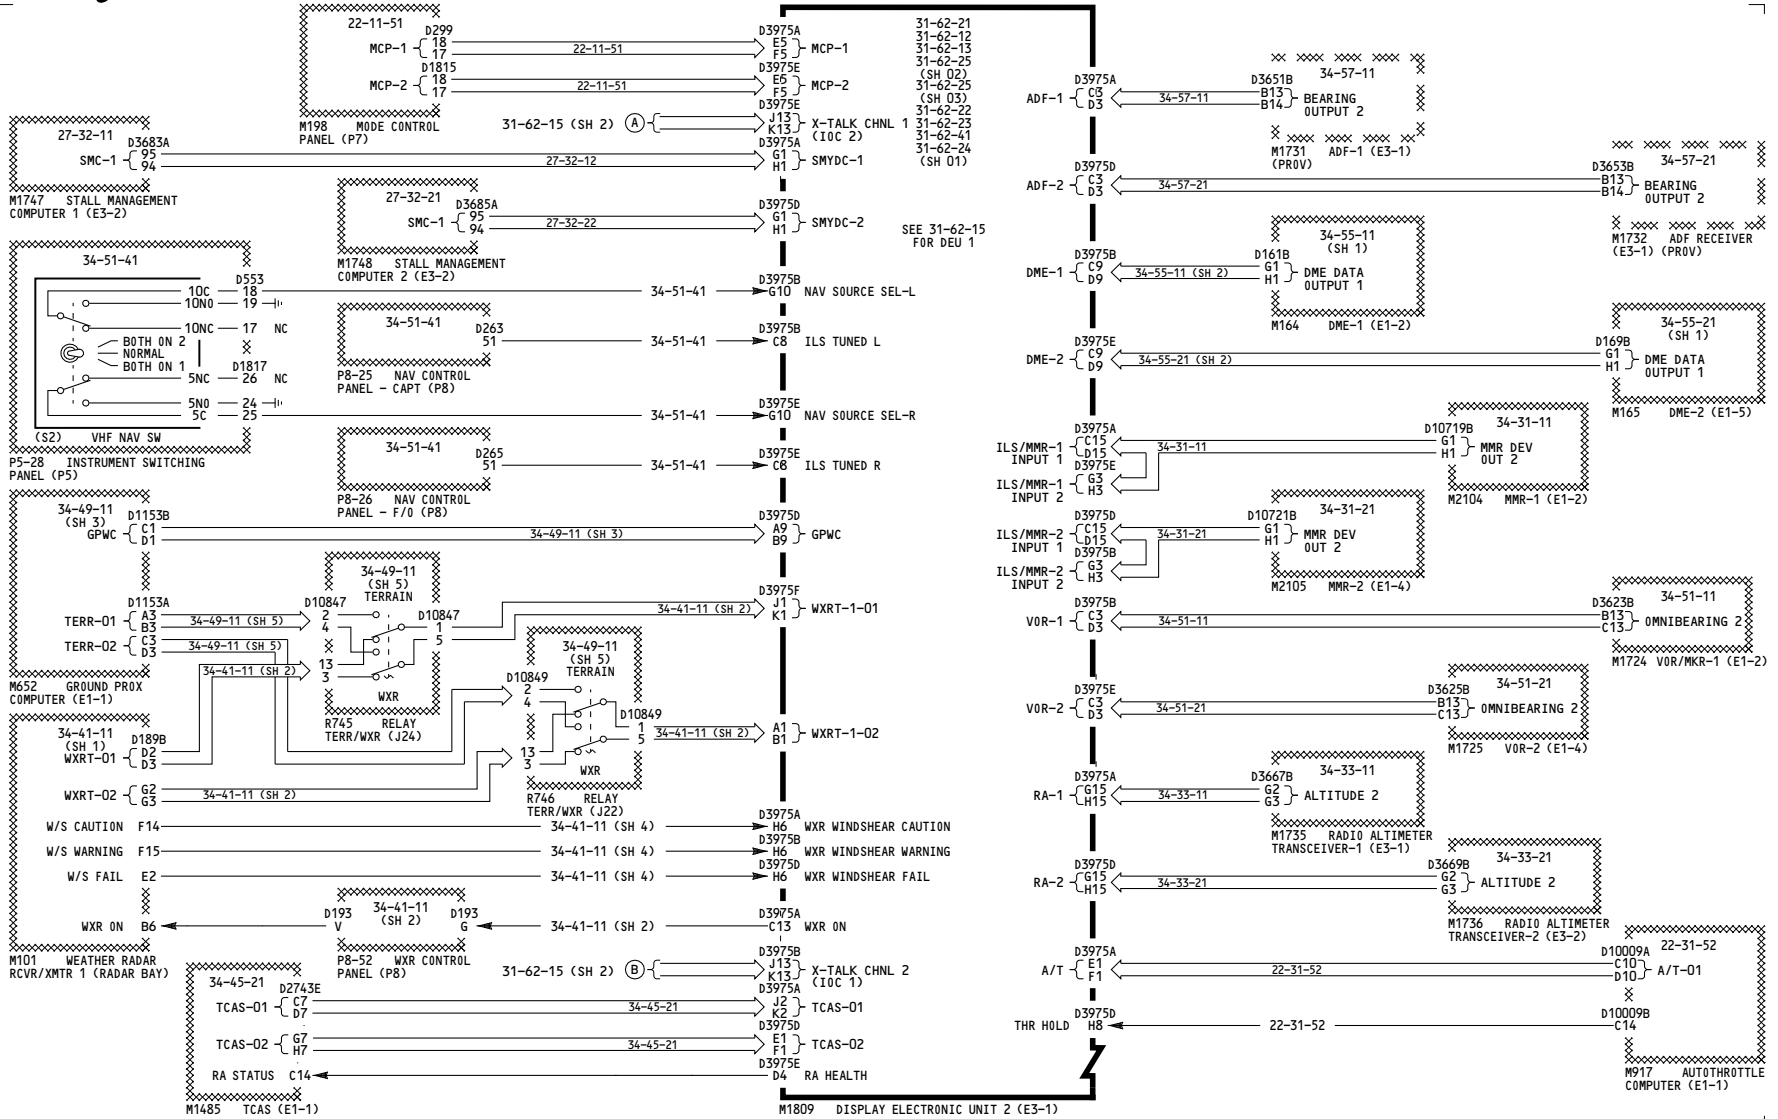 22-11-51
D299
MCP-1 18
17
22-11-51
D3975A
E5
F5
MCP-1
D1815
MCP-2 18
17
22-11-51
D3975E
E5
F5
MCP-2
M198 MODE CONTROL
PANEL (P7)
31-62-15 (SH 2) A
D3975E
J13
K13
X-TALK CHNL 1
(IOC 2)
27-32-11
D3683A
SMC-1 95
94
27-32-12
D3975A
G1
H1
SMYDC-1
M1747 STALL MANAGEMENT
COMPUTER 1 (E3-2)
27-32-21
D3685A
SMC-1 95
94
27-32-22
D3975D
G1
H1
SMYDC-2
M1748 STALL MANAGEMENT
COMPUTER 2 (E3-2)
34-51-41
D553
10C 18
10NO 19
10NC 17 NC
BOTH ON 2
NORMAL
BOTH ON 1
D1817
5NC 26 NC
5NO 24
5C 25
(S2) VHF NAV SW
P5-28 INSTRUMENT SWITCHING
PANEL (P5)
34-51-41
D3975B
G10 NAV SOURCE SEL-L
34-51-41
D263
51
34-51-41
D3975B
C8 ILS TUNED L
P8-25 NAV CONTROL
PANEL - CAPT (P8)
34-51-41
D3975E
G10 NAV SOURCE SEL-R
34-51-41
D265
51
34-51-41
D3975E
C8 ILS TUNED R
P8-26 NAV CONTROL
PANEL - F/O (P8)
34-49-11
(SH 3)
D1153B
GPWC C1
D1
34-49-11 (SH 3)
D3975D
A9
B9
GPWC
D1153A
TERR-01 A3
B3
34-49-11 (SH 5)
TERR-02 C3
D3
34-49-11 (SH 5)
34-41-11 (SH 2)
M652 GROUND PROX
COMPUTER (E1-1)
34-49-11
(SH 5)
TERRAIN
D10847
2
4
13
3
D10847
1
5
WXR
R745 RELAY
TERR/WXR (J24)
34-41-11 (SH 2)
D3975F
J1
K1
WXRT-1-01
34-49-11
(SH 5)
TERRAIN
D10849
2
4
13
3
D10849
1
5
WXR
R746 RELAY
TERR/WXR (J22)
34-41-11 (SH 2)
A1
B1
WXRT-1-02
34-41-11
(SH 1)
D189B
WXRT-01 D2
D3
WXRT-02 G2
G3
34-41-11 (SH 2)
W/S CAUTION F14
34-41-11 (SH 4)
D3975A
H6 WXR WINDSHEAR CAUTION
W/S WARNING F15
34-41-11 (SH 4)
D3975B
H6 WXR WINDSHEAR WARNING
W/S FAIL E2
34-41-11 (SH 4)
D3975D
H6 WXR WINDSHEAR FAIL
WXR ON B6
D193
V
34-41-11
(SH 2)
D193
G
34-41-11 (SH 2)
D3975A
C13 WXR ON
M101 WEATHER RADAR
RCVR/XMTR 1 (RADAR BAY)
P8-52 WXR CONTROL
PANEL (P8)
31-62-15 (SH 2) B
D3975B
J13
K13
X-TALK CHNL 2
(IOC 1)
34-45-21
D2743E
TCAS-01 C7
D7
34-45-21
D3975A
J2
K2
TCAS-01
TCAS-02 G7
H7
34-45-21
D3975D
E1
F1
TCAS-02
RA STATUS C14
D3975E
D4 RA HEALTH
M1485 TCAS (E1-1)
M1809 DISPLAY ELECTRONIC UNIT 2 (E3-1)
31-62-21
31-62-12
31-62-13
31-62-25
(SH 02)
31-62-25
(SH 03)
31-62-22
31-62-23
31-62-41
31-62-24
(SH 01)
SEE 31-62-15
FOR DEU 1
D3975A
ADF-1 C3
D3
34-57-11
D3651B
B13
B14
34-57-11
BEARING
OUTPUT 2
M1731 ADF-1 (E3-1)
(PROV)
D3975D
ADF-2 C3
D3
34-57-21
D3653B
B13
B14
34-57-21
BEARING
OUTPUT 2
M1732 ADF RECEIVER
(E3-1) (PROV)
D3975B
DME-1 C9
D9
34-55-11 (SH 2)
D161B
G1
H1
34-55-11
(SH 1)
DME DATA
OUTPUT 1
M164 DME-1 (E1-2)
D3975E
DME-2 C9
D9
34-55-21 (SH 2)
D169B
G1
H1
34-55-21
(SH 1)
DME DATA
OUTPUT 1
M165 DME-2 (E1-5)
D3975A
ILS/MMR-1
INPUT 1
C15
D15
34-31-11
D10719B
G1
H1
34-31-11
MMR DEV
OUT 2
M2104 MMR-1 (E1-2)
D3975E
ILS/MMR-1
INPUT 2
G3
H3
D3975D
ILS/MMR-2
INPUT 1
C15
D15
34-31-21
D10721B
G1
H1
34-31-21
MMR DEV
OUT 2
M2105 MMR-2 (E1-4)
D3975B
ILS/MMR-2
INPUT 2
G3
H3
D3975B
VOR-1 C3
D3
34-51-11
D3623B
B13
C13
34-51-11
OMNIBEARING 2
M1724 VOR/MKR-1 (E1-2)
D3975E
VOR-2 C3
D3
34-51-21
D3625B
B13
C13
34-51-21
OMNIBEARING 2
M1725 VOR-2 (E1-4)
D3975A
RA-1 G15
H15
34-33-11
D3667B
G2
G3
34-33-11
ALTITUDE 2
M1735 RADIO ALTIMETER
TRANSCEIVER-1 (E3-1)
D3975D
RA-2 G15
H15
34-33-21
D3669B
G2
G3
34-33-21
ALTITUDE 2
M1736 RADIO ALTIMETER
TRANSCEIVER-2 (E3-2)
D3975A
A/T E1
F1
22-31-52
D10009A
C10
D10
22-31-52
A/T-01
D3975D
THR HOLD H8
22-31-52
D10009B
C14
M917 AUTOTHROTTLE
COMPUTER (E1-1)